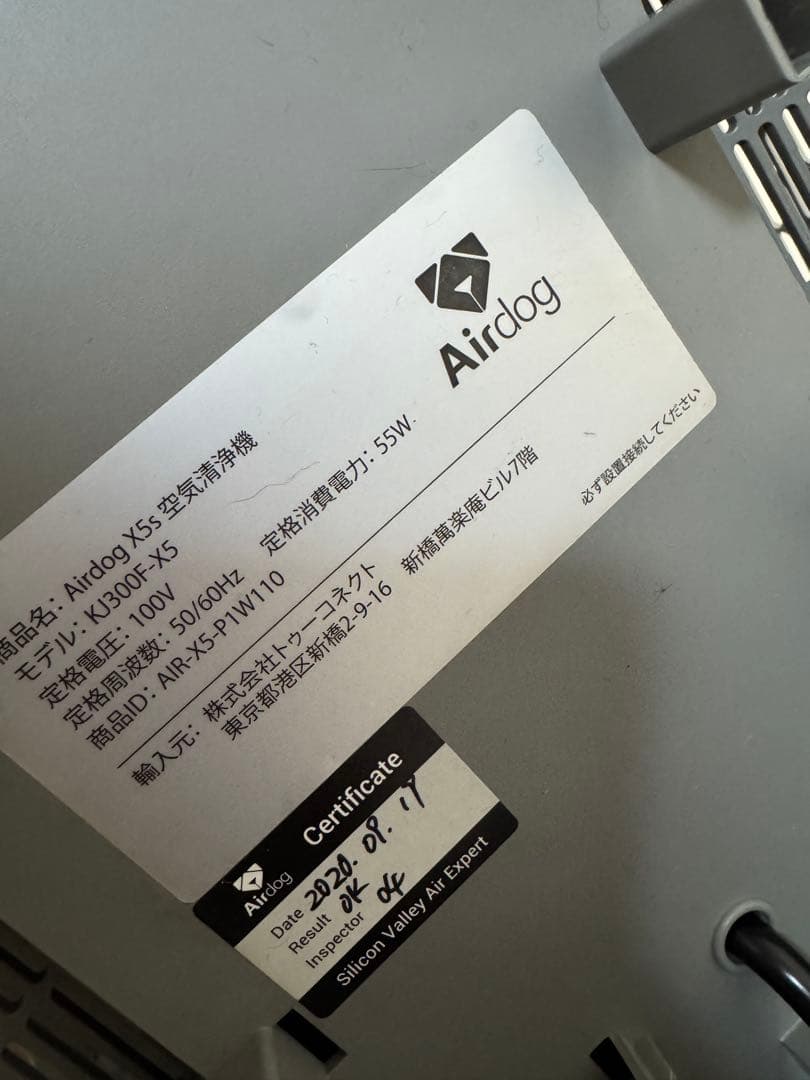 Airdog
商品名：Airdog X5s 空気清浄機
モデル：KJ300F-X5
定格電圧：100V
定格周波数：50/60Hz 定格消費電力：55W
商品ID：AIR-X5-P1W110
輸入元：株式会社トゥーコネクト
東京都港区新橋2-9-16 新橋萬楽庵ビル7階
必ず設置接続してください
Airdog Certificate
Date 2020.09.17
Result OK
Inspector 04
Silicon Valley Air Expert